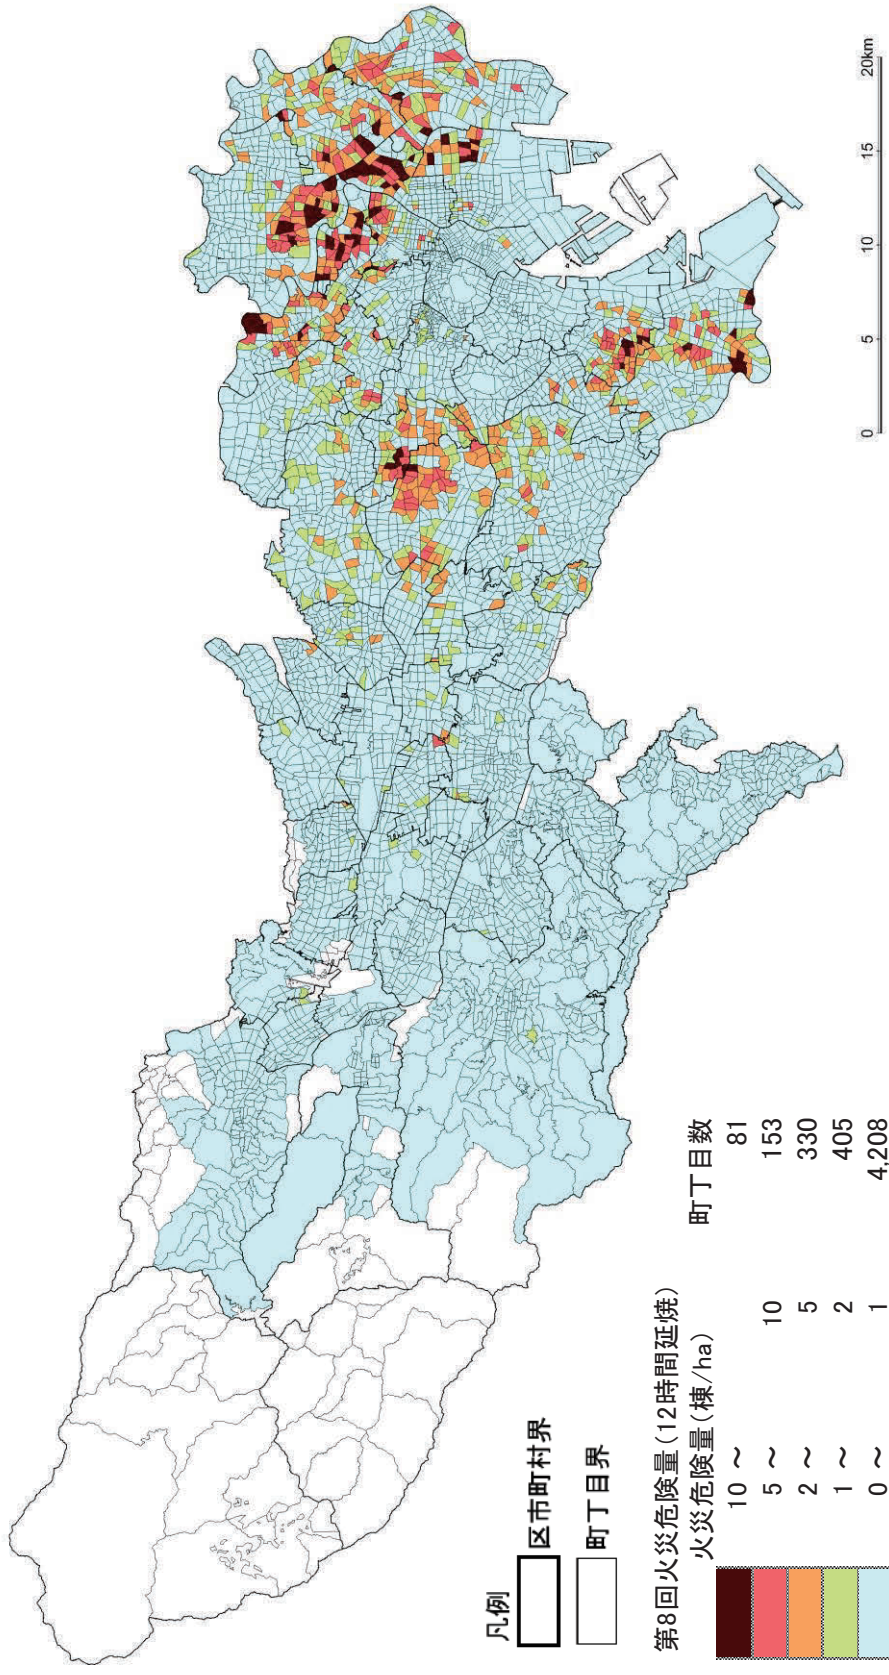 凡例
区市町村界
町丁目界
第8回火災危険量(12時間延焼)
火災危険量(棟/ha) 町丁目数
10 ~ 81
5 ~ 10 153
2 ~ 5 330
1 ~ 2 405
0 ~ 1 4,208
0 5 10 15 20km